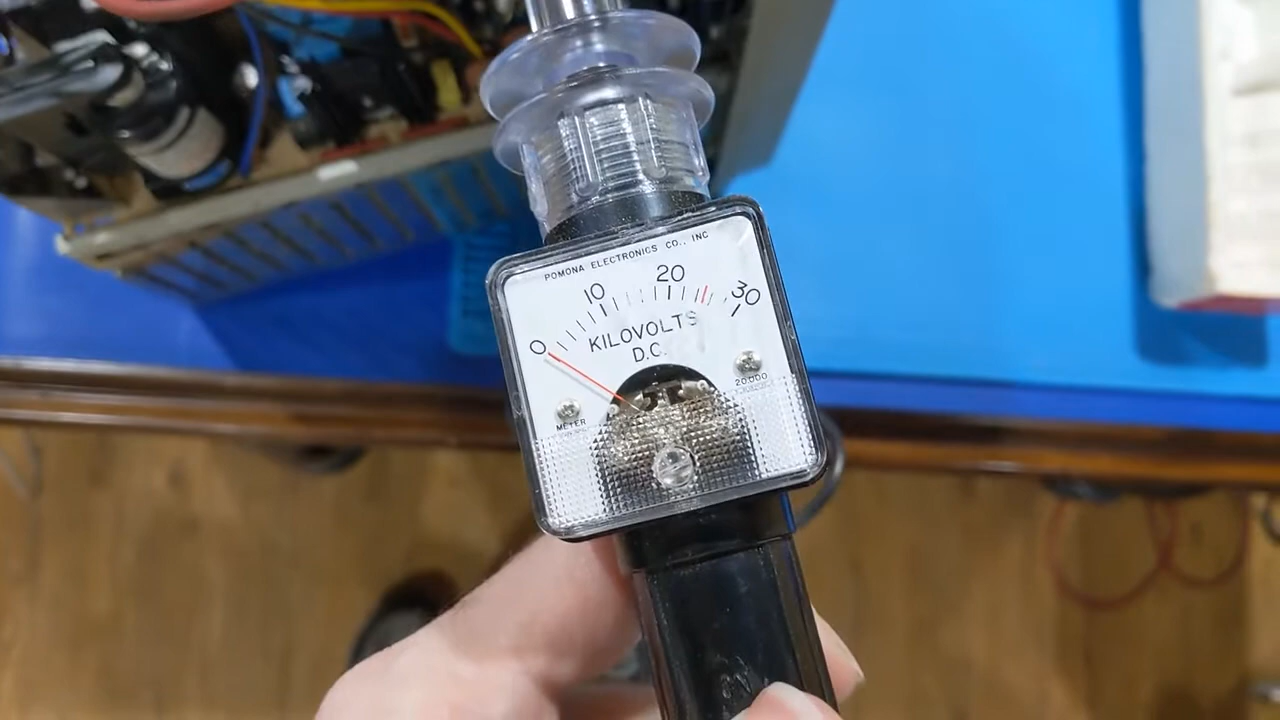 POMONA ELECTRONICS CO., INC
0 10 20 30
KILOVOLTS
D.C.
METER
20,000